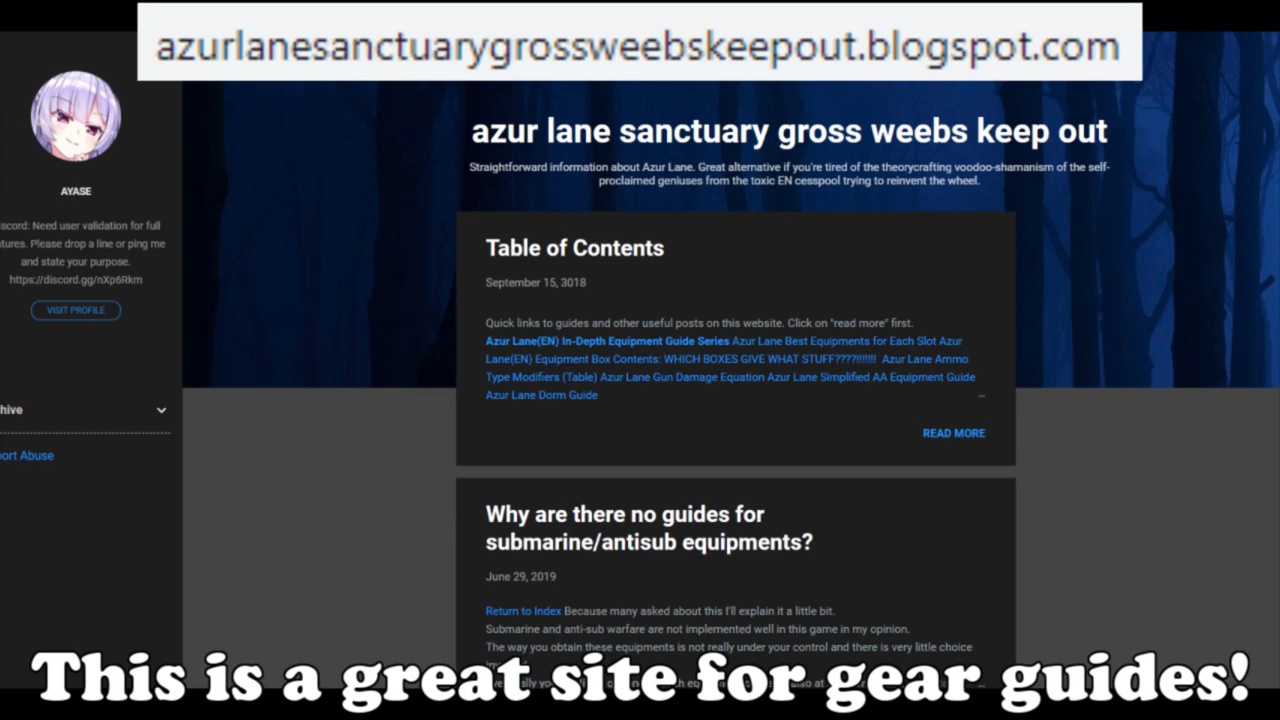 azurlanesanctuarygrossweebskeepout.blogspot.com
azur lane sanctuary gross weebs keep out
Straightforward information about Azur Lane. Great alternative if you're tired of the theorycrafting voodoo-shamanism of the self-
proclaimed geniuses from the toxic EN cesspool trying to reinvent the wheel.
AYASE
iscord: Need user validation for full
tures. Please drop a line or ping me
and state your purpose.
https://discord.gg/nXp6Rkm
VISIT PROFILE
hive
ort Abuse
Table of Contents
September 15, 3018
Quick links to guides and other useful posts on this website. Click on "read more" first.
Azur Lane(EN) In-Depth Equipment Guide Series Azur Lane Best Equipments for Each Slot Azur
Lane(EN) Equipment Box Contents: WHICH BOXES GIVE WHAT STUFF????!!!!!!! Azur Lane Ammo
Type Modifiers (Table) Azur Lane Gun Damage Equation Azur Lane Simplified AA Equipment Guide
Azur Lane Dorm Guide …
READ MORE
Why are there no guides for
submarine/antisub equipments?
June 29, 2019
Return to Index Because many asked about this I'll explain it a little bit.
Submarine and anti-sub warfare are not implemented well in this game in my opinion.
The way you obtain these equipments is not really under your control and there is very little choice
This is a great site for gear guides!